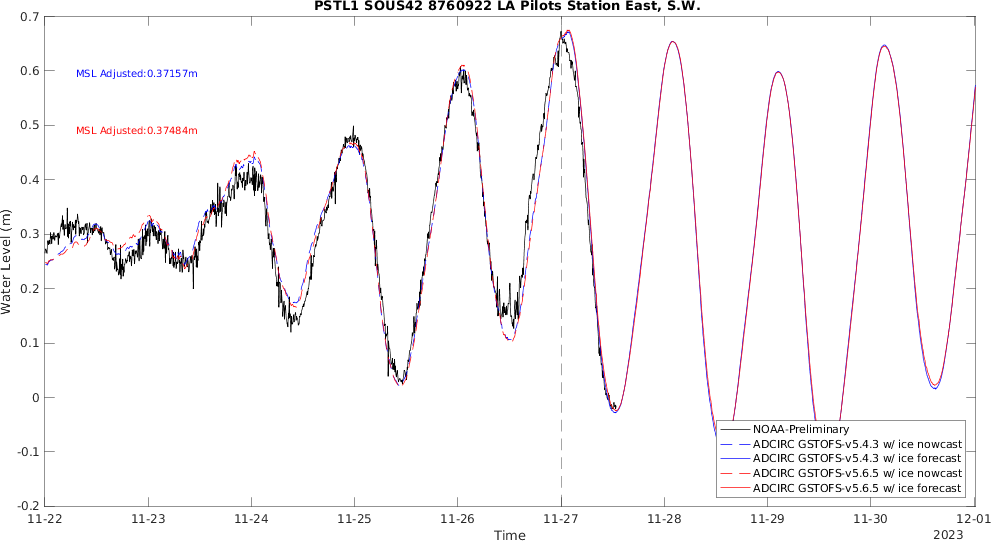 PSTL1 SOUS42 8760922 LA Pilots Station East, S.W.
0.7
0.6
0.5
0.4
0.3
0.2
0.1
0
-0.1
-0.2
Water Level (m)
MSL Adjusted:0.37157m
MSL Adjusted:0.37484m
NOAA-Preliminary
ADCIRC GSTOFS-v5.4.3 w/ ice nowcast
ADCIRC GSTOFS-v5.4.3 w/ ice forecast
ADCIRC GSTOFS-v5.6.5 w/ ice nowcast
ADCIRC GSTOFS-v5.6.5 w/ ice forecast
11-22 11-23 11-24 11-25 11-26 11-27 11-28 11-29 11-30 12-01
Time
2023